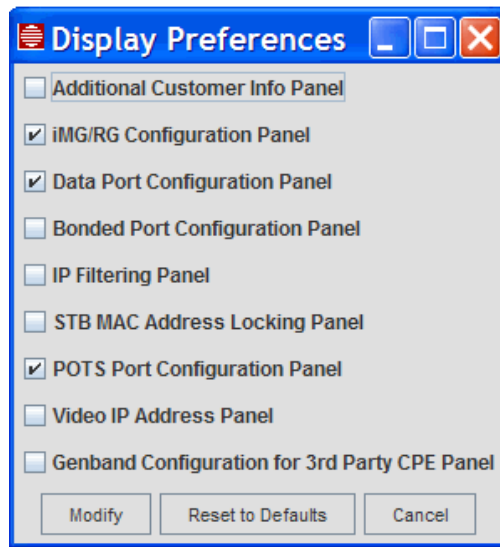 Display Preferences
Additional Customer Info Panel
iMG/RG Configuration Panel
Data Port Configuration Panel
Bonded Port Configuration Panel
IP Filtering Panel
STB MAC Address Locking Panel
POTS Port Configuration Panel
Video IP Address Panel
Genband Configuration for 3rd Party CPE Panel
Modify Reset to Defaults Cancel